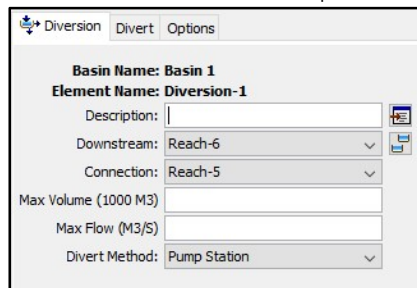 Diversion Divert Options
Basin Name: Basin 1
Element Name: Diversion-1
Description:
Downstream: Reach-6
Connection: Reach-5
Max Volume (1000 M3)
Max Flow (M3/S)
Divert Method: Pump Station